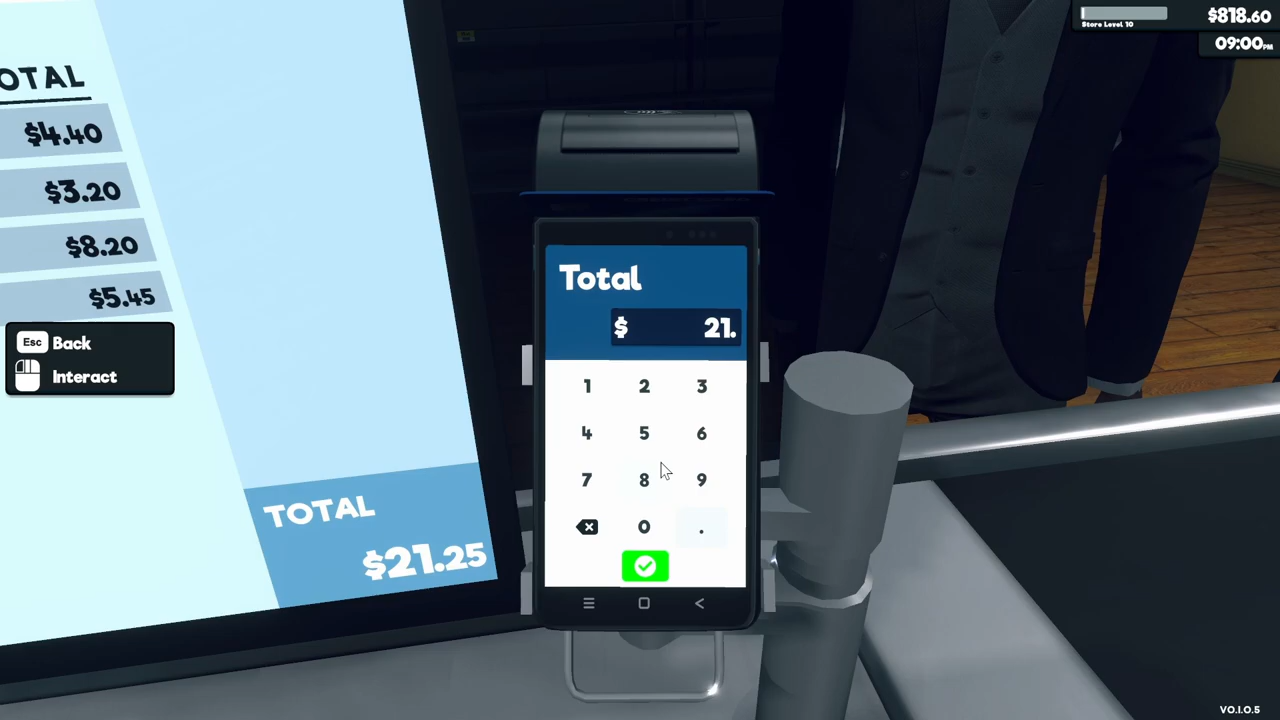 OTAL
$4.40
$3.20
$8.20
$5.45
Esc Back
Interact
TOTAL
$21.25
Total
$ 21.
1 2 3
4 5 6
7 8 9
0 .
Store Level 10
$818.60
09:00PM
V0.1.0.5